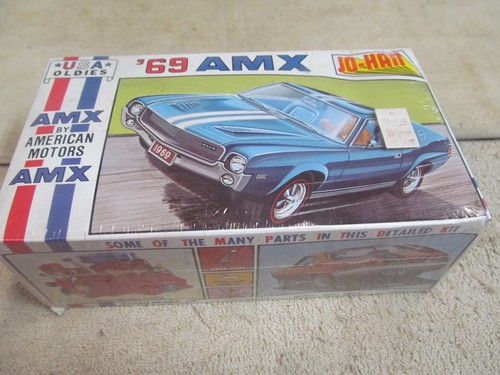 USA
OLDIES
'69 AMX
JO-HAN
AMX
BY
AMERICAN
MOTORS
AMX
1969
SOME OF THE MANY PARTS IN THIS DETAILED KIT